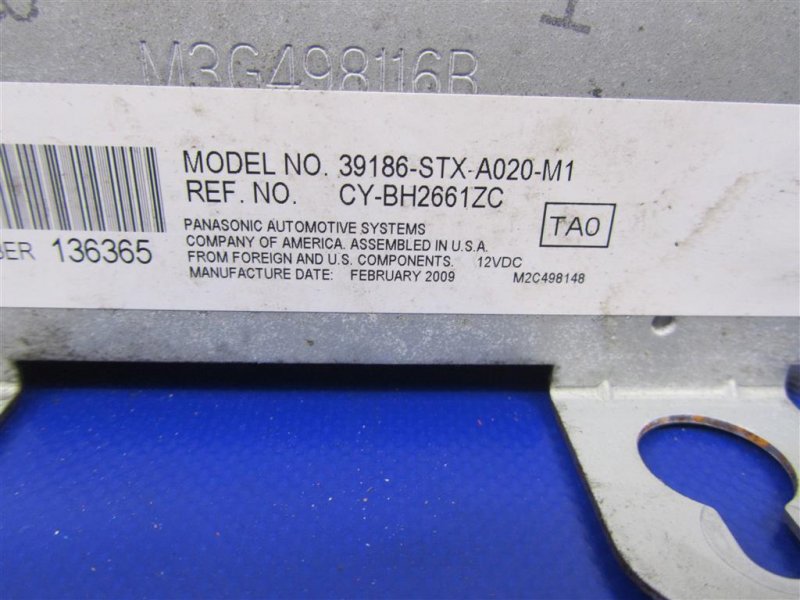 M3G498116B
MODEL NO. 39186-STX-A020-M1
REF. NO. CY-BH2661ZC
PANASONIC AUTOMOTIVE SYSTEMS
COMPANY OF AMERICA. ASSEMBLED IN U.S.A.
FROM FOREIGN AND U.S. COMPONENTS. 12VDC
MANUFACTURE DATE: FEBRUARY 2009 M2C498148
TA0
136365